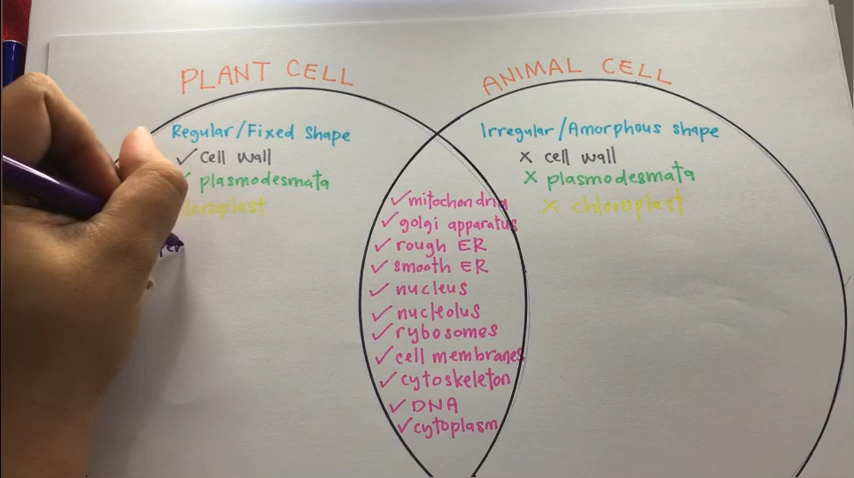 PLANT CELL
Regular/Fixed Shape
✓ cell wall
✓ plasmodesmata
ANIMAL CELL
Irregular/Amorphous shape
x cell wall
x plasmodesmata
x chloroplast
✓ mitochondria
✓ golgi apparatus
✓ rough ER
✓ smooth ER
✓ nucleus
✓ nucleolus
✓ rybosomes
✓ cell membranes
✓ cytoskeleton
✓ DNA
✓ cytoplasm